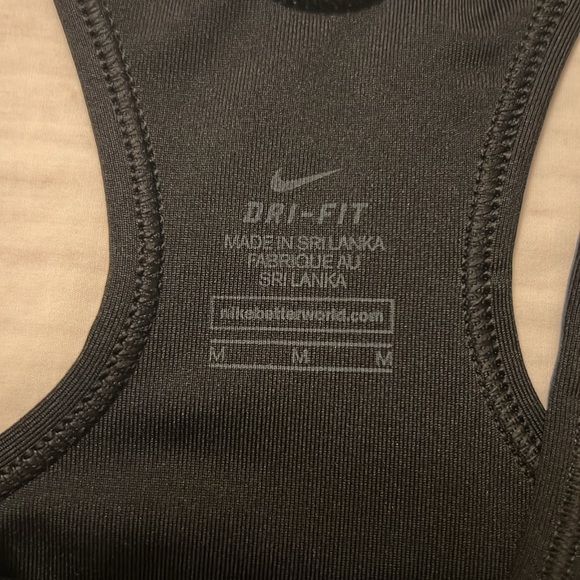 DRI-FIT
MADE IN SRI LANKA
FABRIQUE AU
SRI LANKA
nikebetterworld.com
M M M